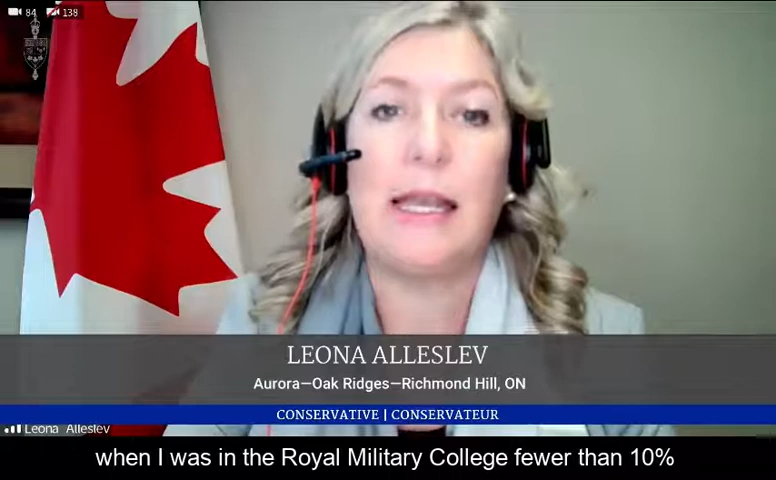 84 138
LEONA ALLESLEV
Aurora—Oak Ridges—Richmond Hill, ON
CONSERVATIVE | CONSERVATEUR
Leona Alleslev
when I was in the Royal Military College fewer than 10%